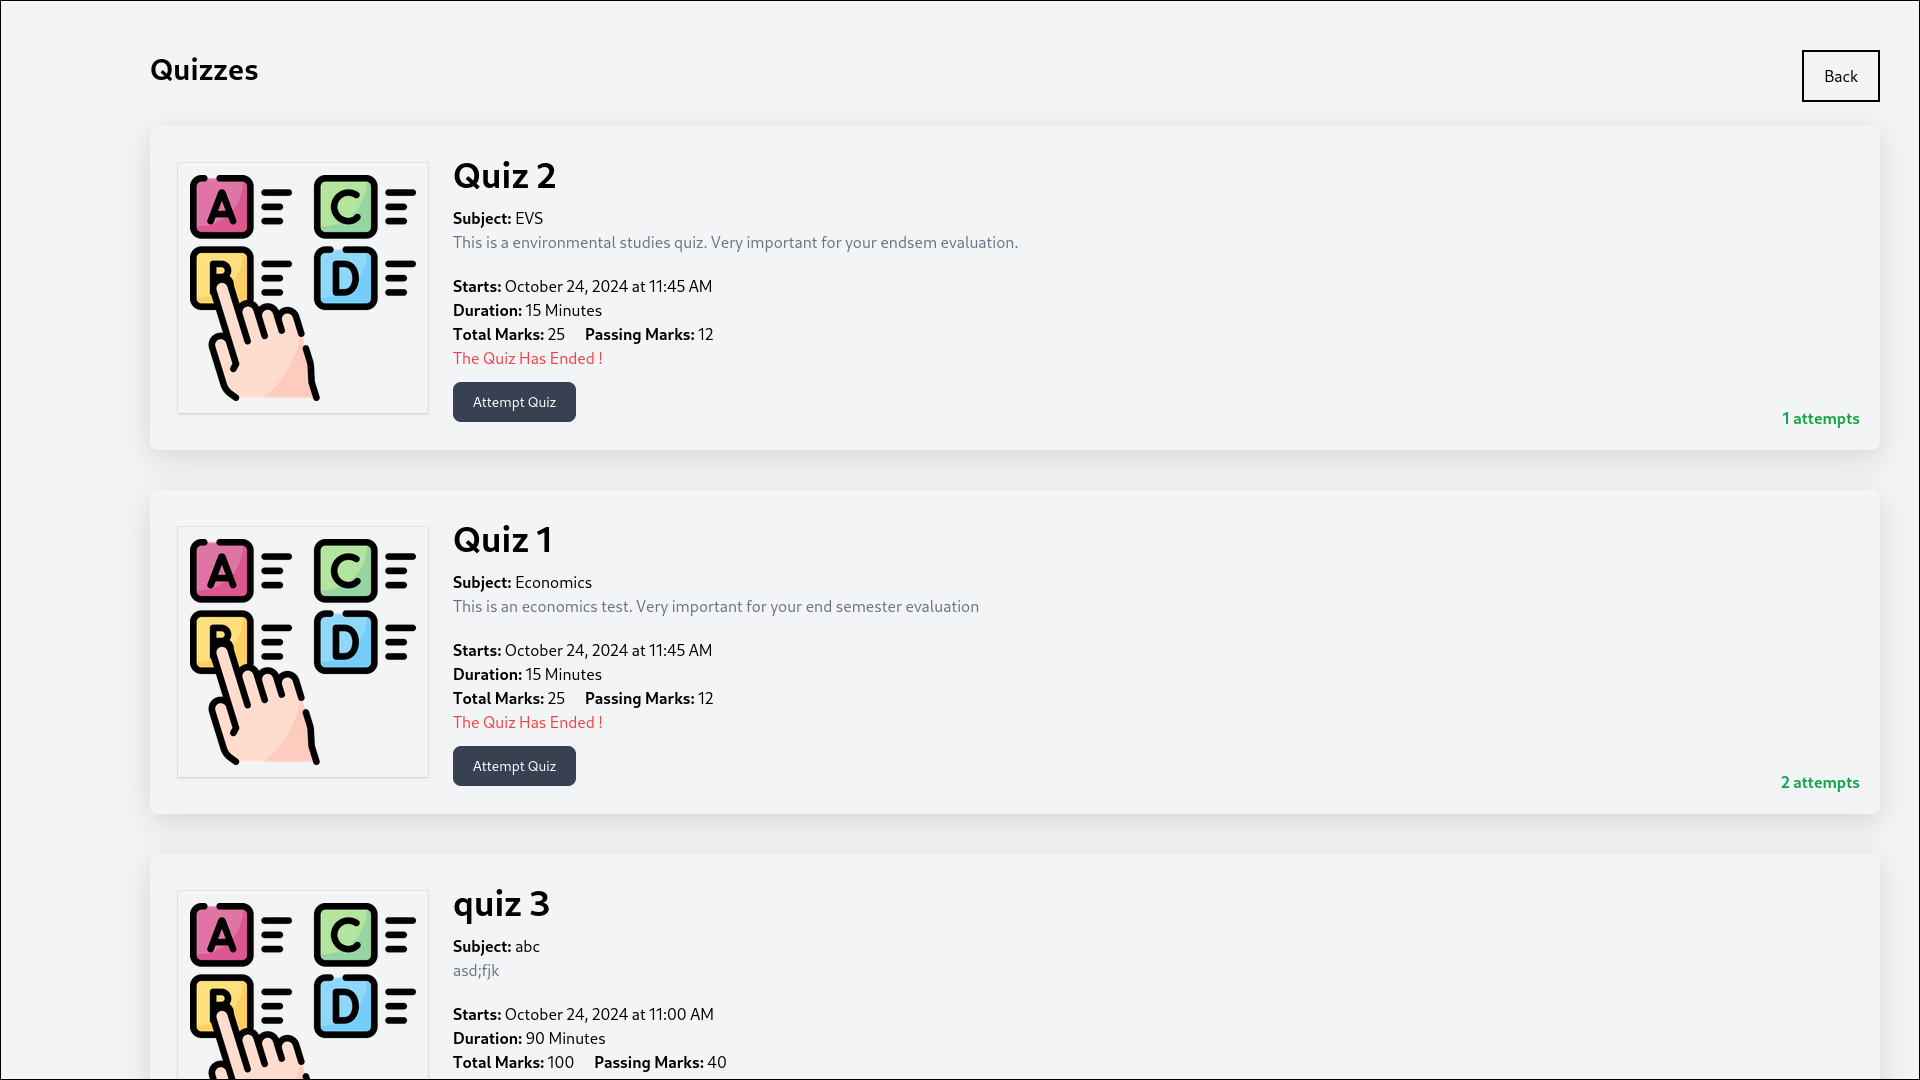 Quizzes
Back
A C
B D
Quiz 2
Subject: EVS
This is a environmental studies quiz. Very important for your endsem evaluation.
Starts: October 24, 2024 at 11:45 AM
Duration: 15 Minutes
Total Marks: 25 Passing Marks: 12
The Quiz Has Ended !
Attempt Quiz
1 attempts
A C
B D
Quiz 1
Subject: Economics
This is an economics test. Very important for your end semester evaluation
Starts: October 24, 2024 at 11:45 AM
Duration: 15 Minutes
Total Marks: 25 Passing Marks: 12
The Quiz Has Ended !
Attempt Quiz
2 attempts
A C
B D
quiz 3
Subject: abc
asd;fjk
Starts: October 24, 2024 at 11:00 AM
Duration: 90 Minutes
Total Marks: 100 Passing Marks: 40